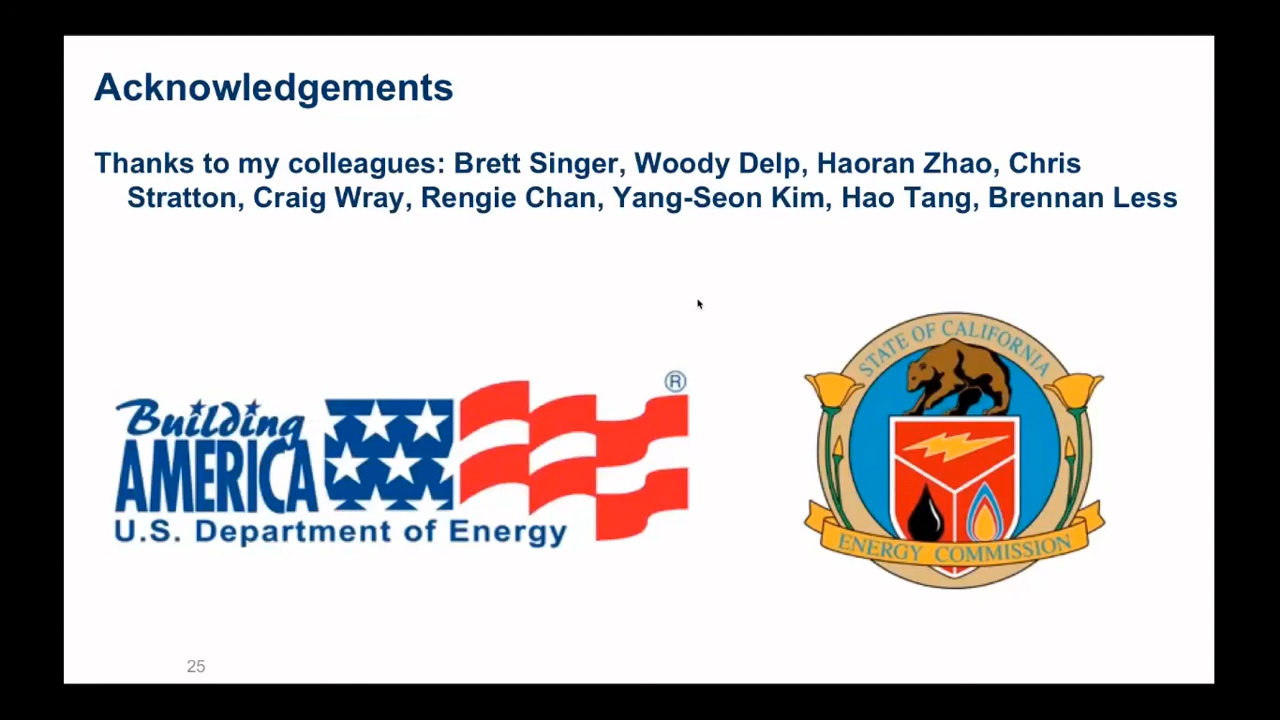 Acknowledgements
Thanks to my colleagues: Brett Singer, Woody Delp, Haoran Zhao, Chris
Stratton, Craig Wray, Rengie Chan, Yang-Seon Kim, Hao Tang, Brennan Less
®
Building
AMERICA
U.S. Department of Energy
STATE OF CALIFORNIA
ENERGY COMMISSION
25